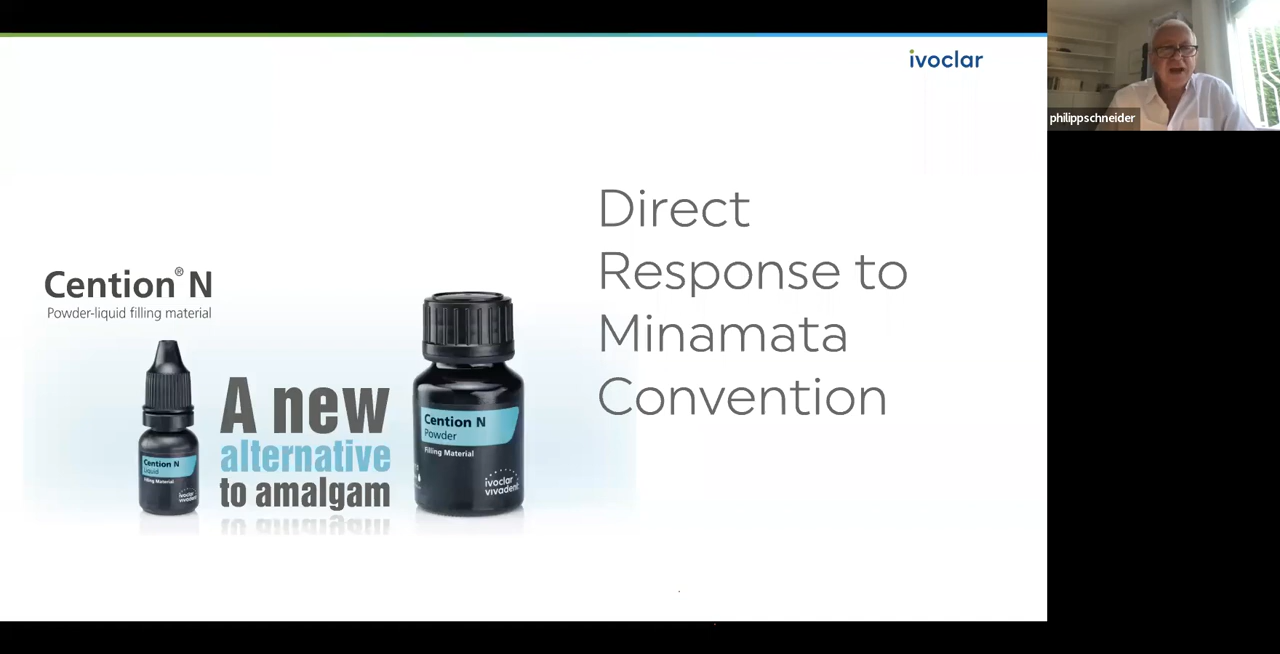 ivoclar
philippschneider
Direct
Response to
Minamata
Convention
Cention® N
Powder-liquid filling material
A new
alternative
to amalgam
Cention N
Liquid
Filling Material
ivoclar
vivadent
Cention N
Powder
Filling Material
ivoclar
vivadent